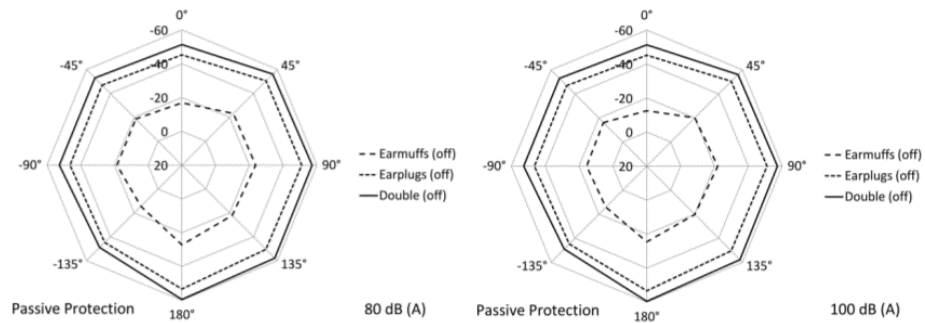 0°
-60
-45°
45°
-40
-20
0
-90°
20
90°
Earmuffs (off)
Earplugs (off)
Double (off)
-135°
135°
180°
Passive Protection
80 dB (A)
0°
-60
-45°
45°
-40
-20
0
-90°
20
90°
Earmuffs (off)
Earplugs (off)
Double (off)
-135°
135°
180°
Passive Protection
100 dB (A)